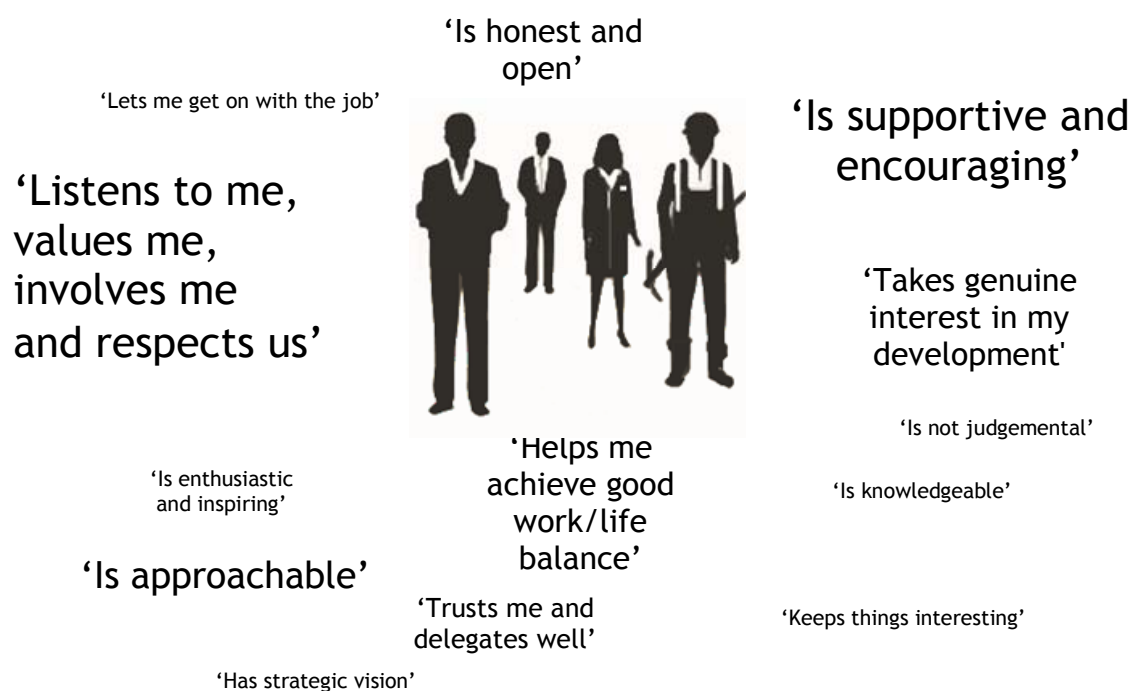 ‘Is honest and
open’
‘Lets me get on with the job’
‘Is supportive and
encouraging’
‘Listens to me,
values me,
involves me
and respects us’
‘Takes genuine
interest in my
development'
‘Is not judgemental’
‘Helps me
achieve good
work/life
balance’
‘Is enthusiastic
and inspiring’
‘Is knowledgeable’
‘Is approachable’
‘Trusts me and
delegates well’
‘Keeps things interesting’
‘Has strategic vision’